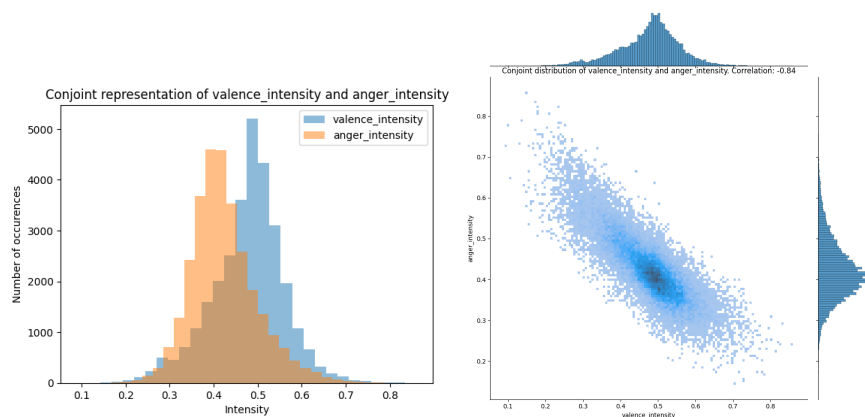 Conjoint representation of valence_intensity and anger_intensity
valence_intensity
anger_intensity
Number of occurences
5000
4000
3000
2000
1000
0
0.1 0.2 0.3 0.4 0.5 0.6 0.7 0.8
Intensity
Conjoint distribution of valence_intensity and anger_intensity. Correlation: -0.84
anger_intensity
0.8
0.7
0.6
0.5
0.4
0.3
0.2
0.1 0.2 0.3 0.4 0.5 0.6 0.7 0.8
valence_intensity